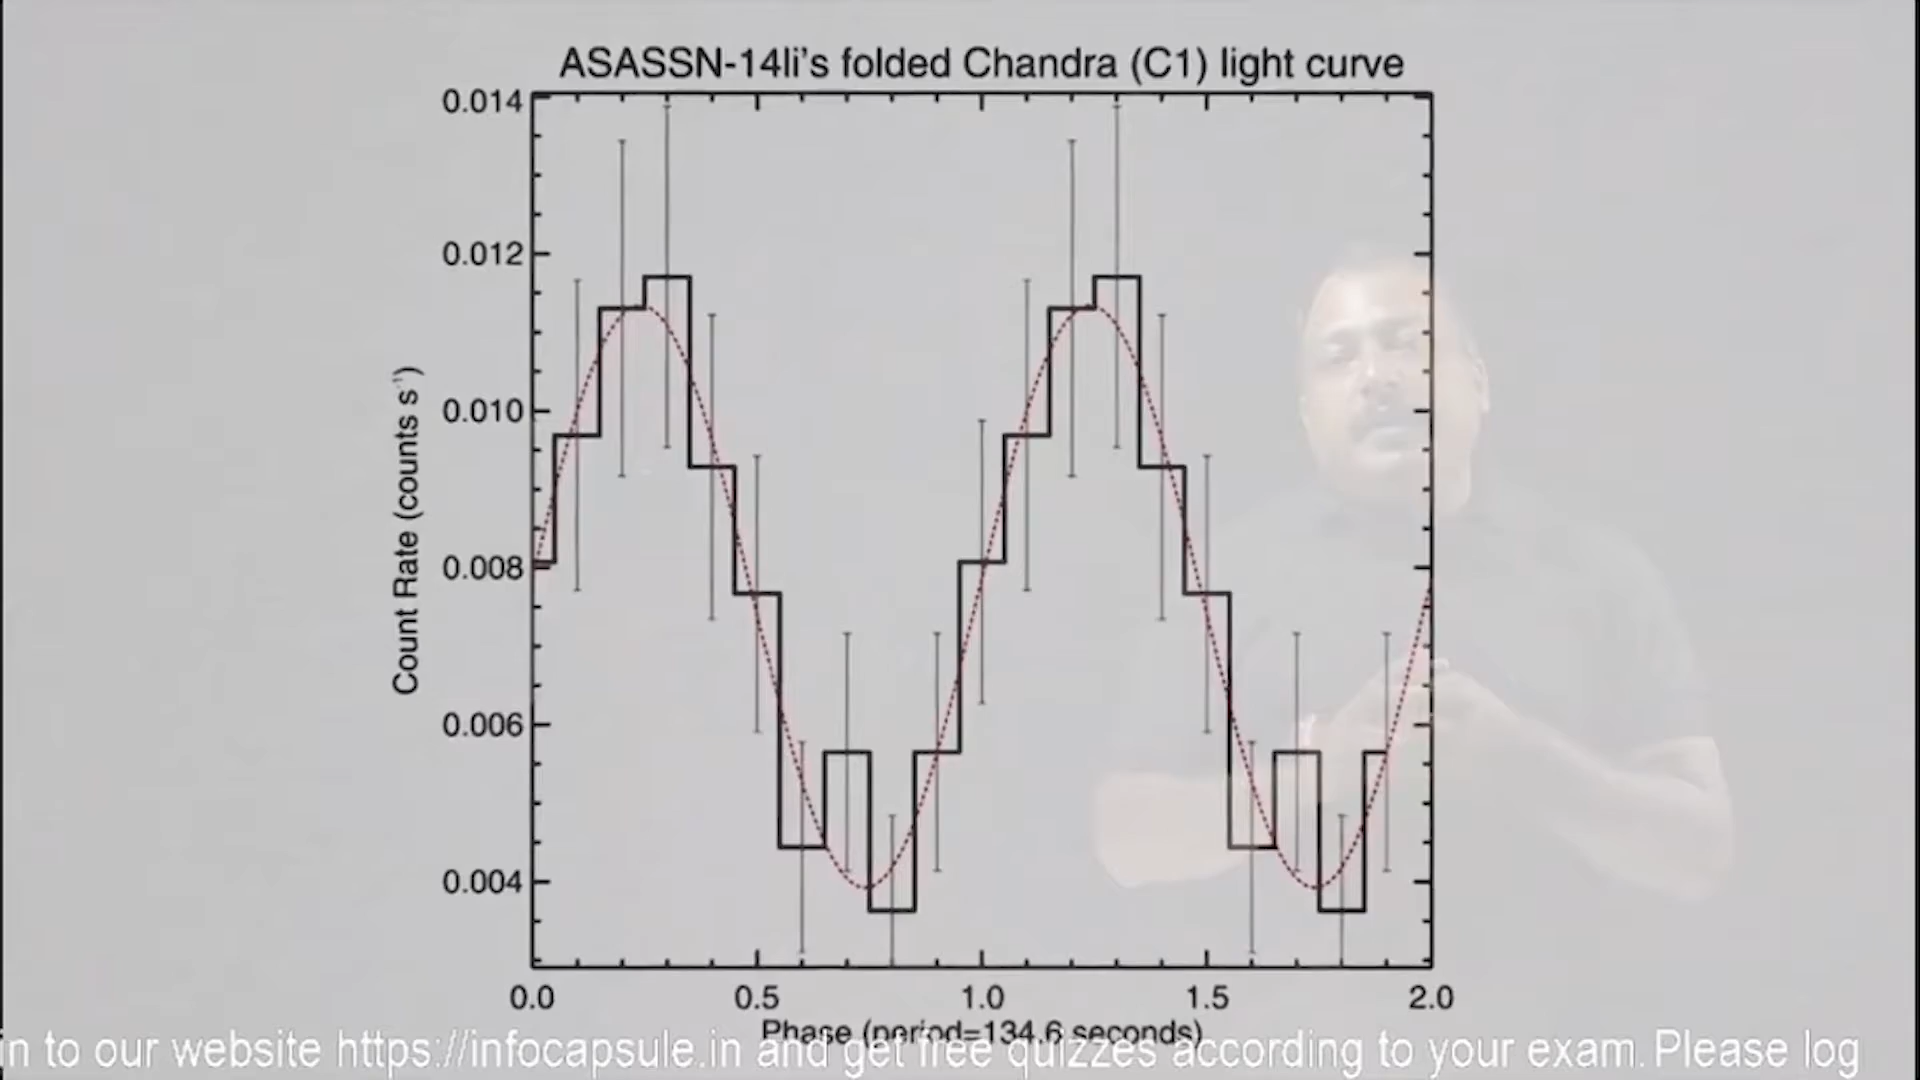 ASASSN-14li's folded Chandra (C1) light curve
0.014
0.012
0.010
0.008
0.006
0.004
Count Rate (counts s⁻¹)
0.0 0.5 1.0 1.5 2.0
Phase (period=134.6 seconds)
in to our website https://infocapsule.in and get free quizzes according to your exam. Please log